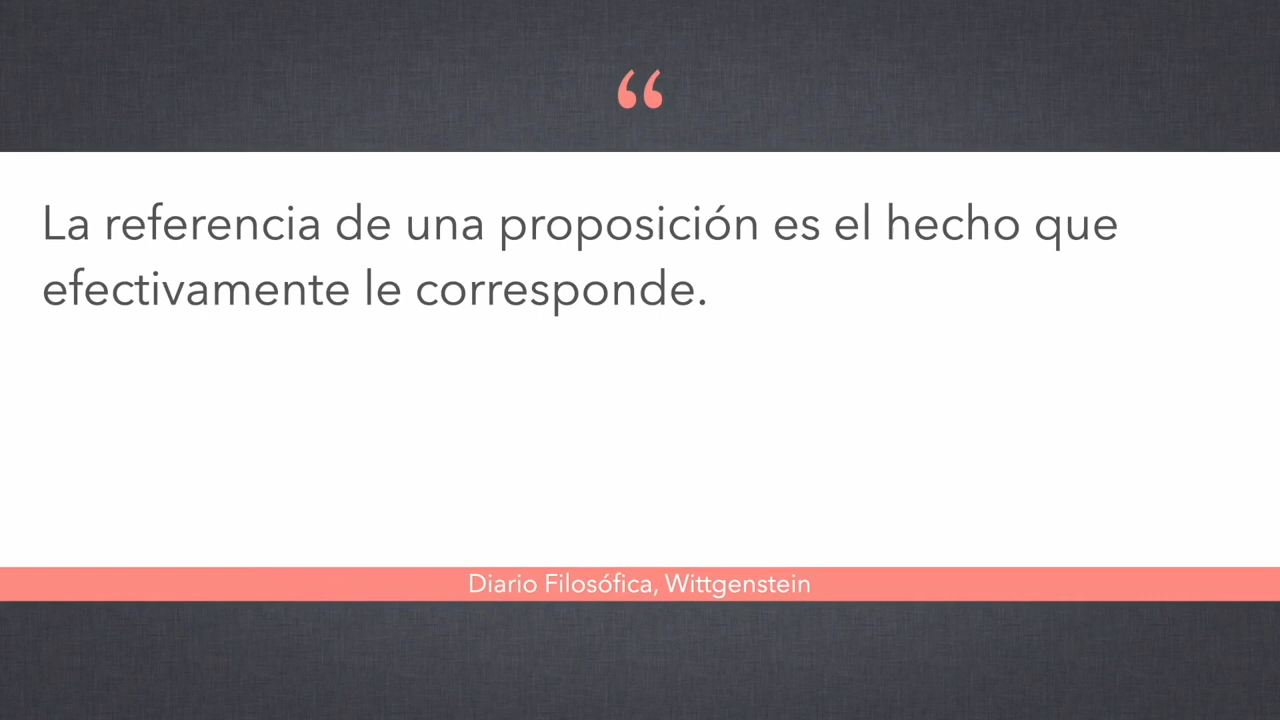 “
La referencia de una proposición es el hecho que
efectivamente le corresponde.
Diario Filosófica, Wittgenstein